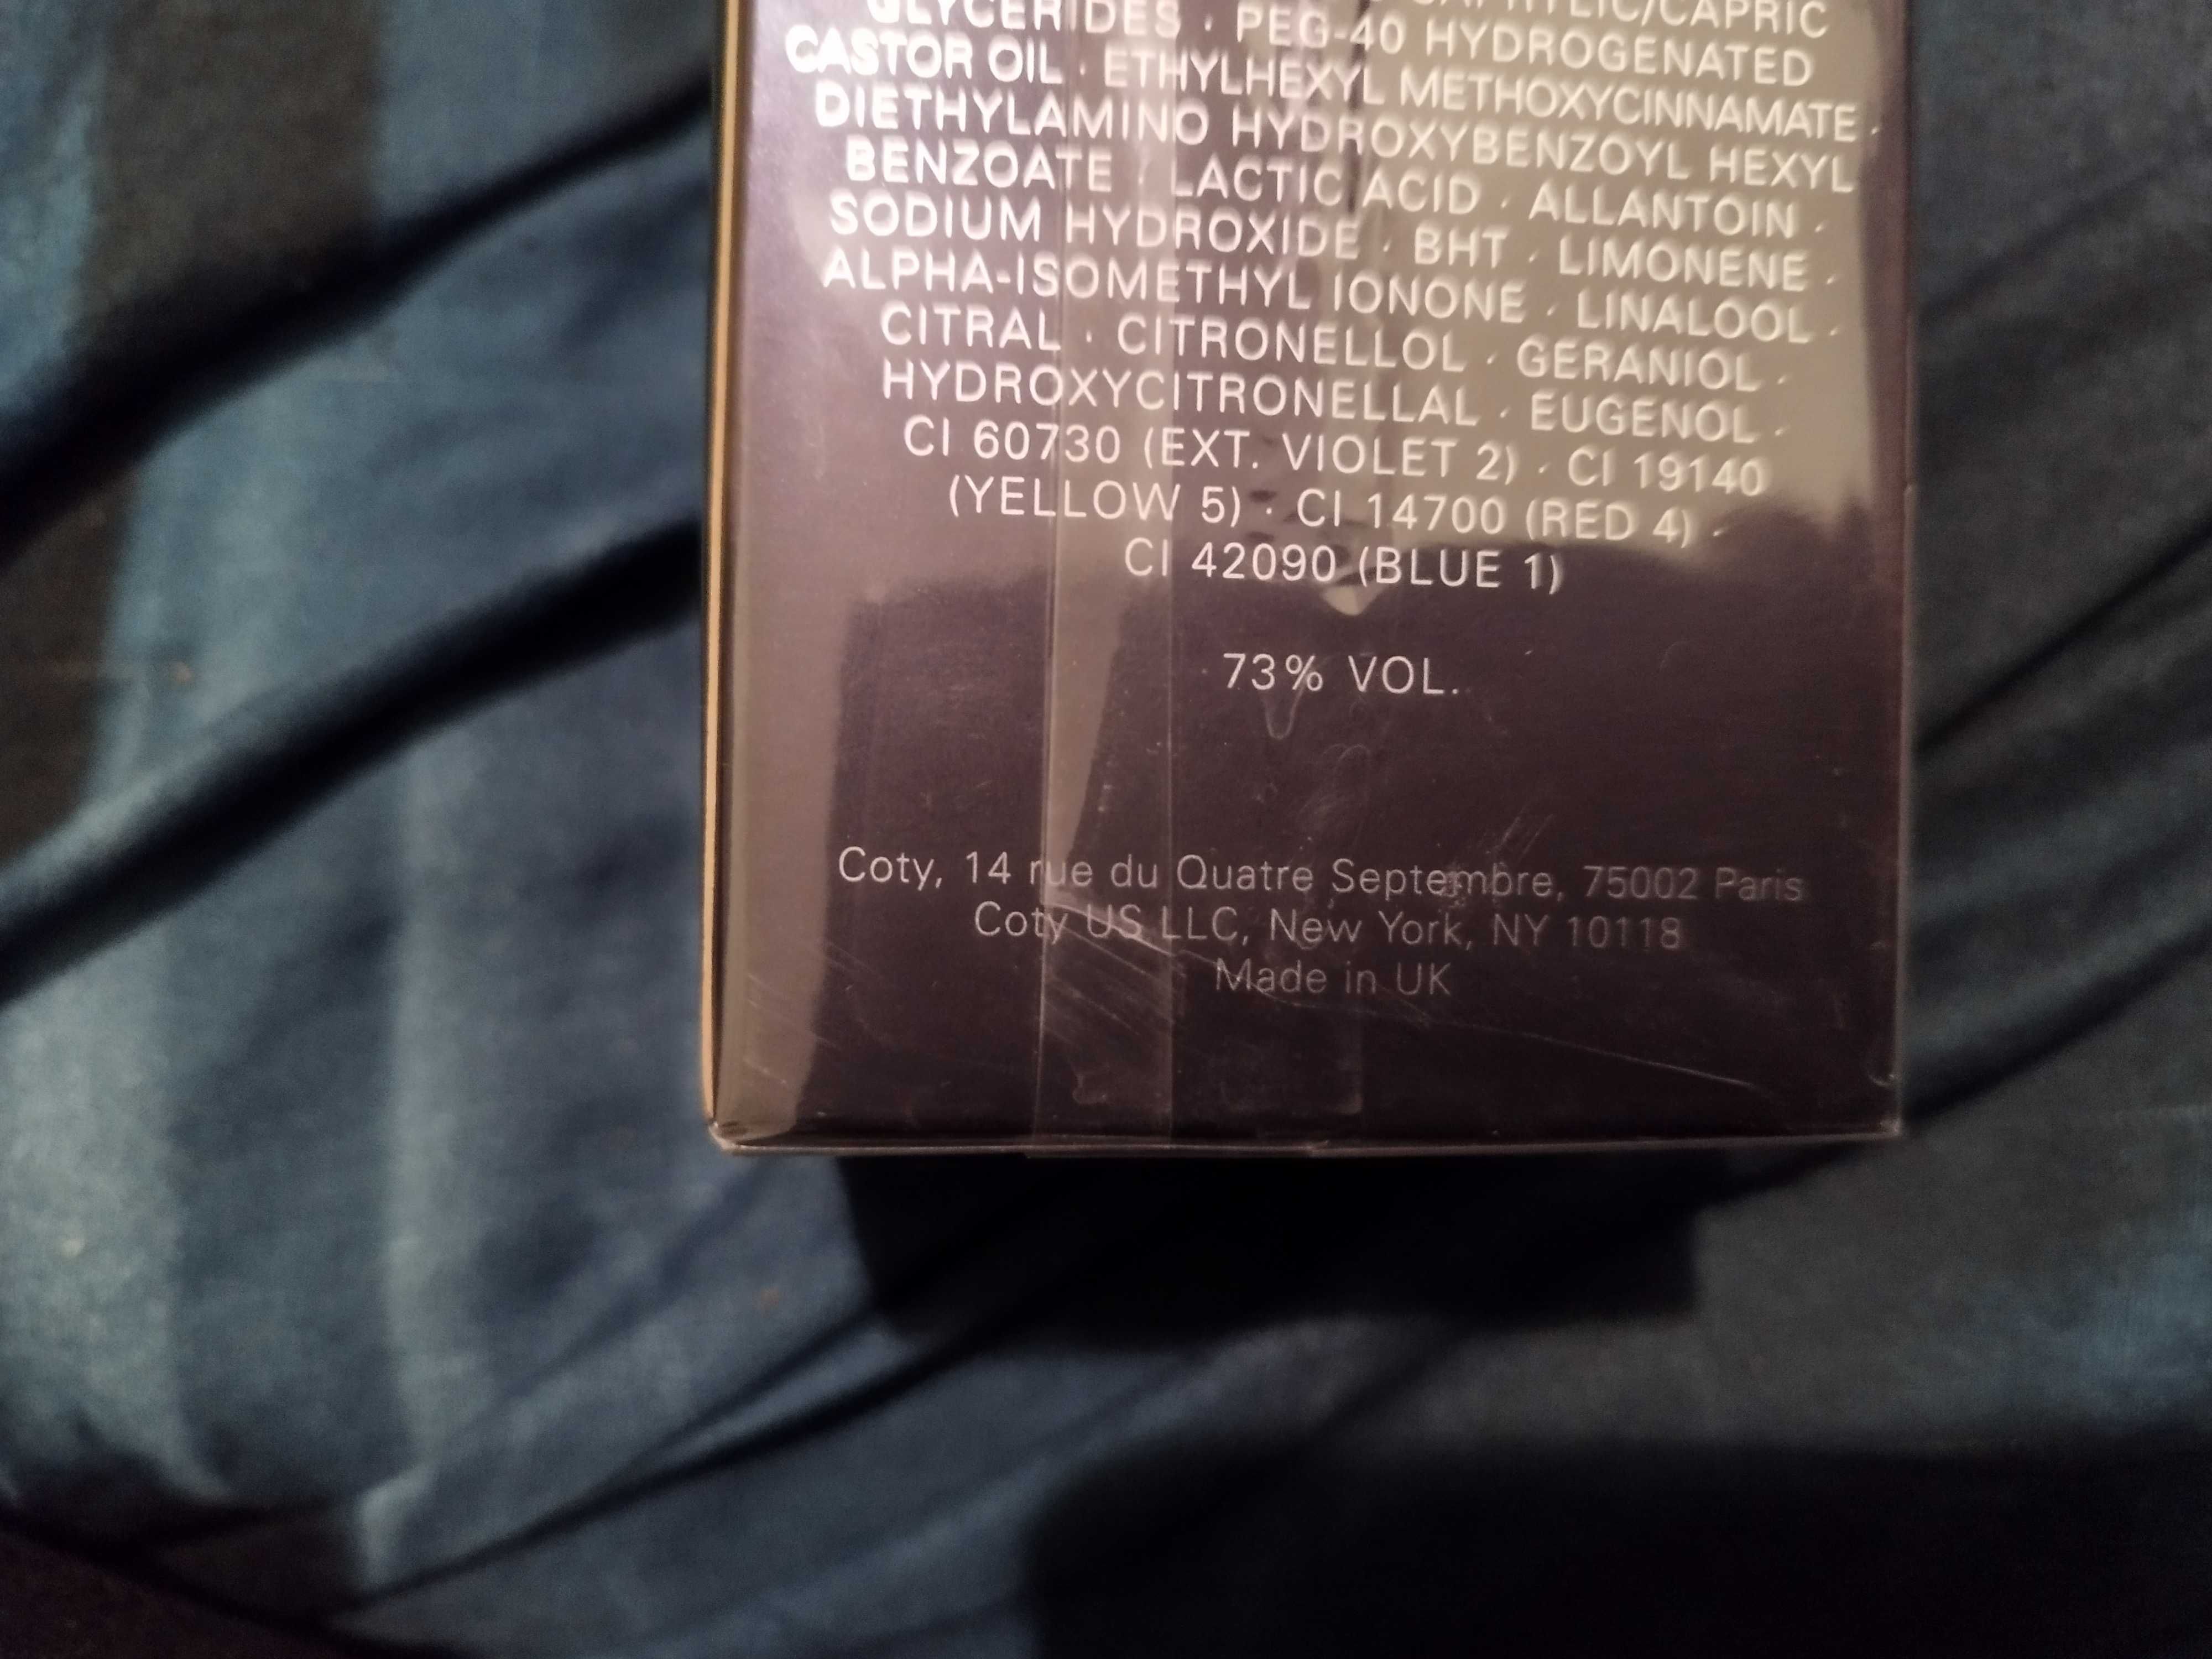 CAPRYLIC/CAPRIC
GLYCERIDES · PEG-40 HYDROGENATED
CASTOR OIL · ETHYLHEXYL METHOXYCINNAMATE ·
DIETHYLAMINO HYDROXYBENZOYL HEXYL
BENZOATE · LACTIC ACID · ALLANTOIN ·
SODIUM HYDROXIDE · BHT · LIMONENE ·
ALPHA-ISOMETHYL IONONE · LINALOOL ·
CITRAL · CITRONELLOL · GERANIOL ·
HYDROXYCITRONELLAL · EUGENOL ·
CI 60730 (EXT. VIOLET 2) · CI 19140
(YELLOW 5) · CI 14700 (RED 4) ·
CI 42090 (BLUE 1)
73% VOL.
Coty, 14 rue du Quatre Septembre, 75002 Paris
Coty US LLC, New York, NY 10118
Made in UK